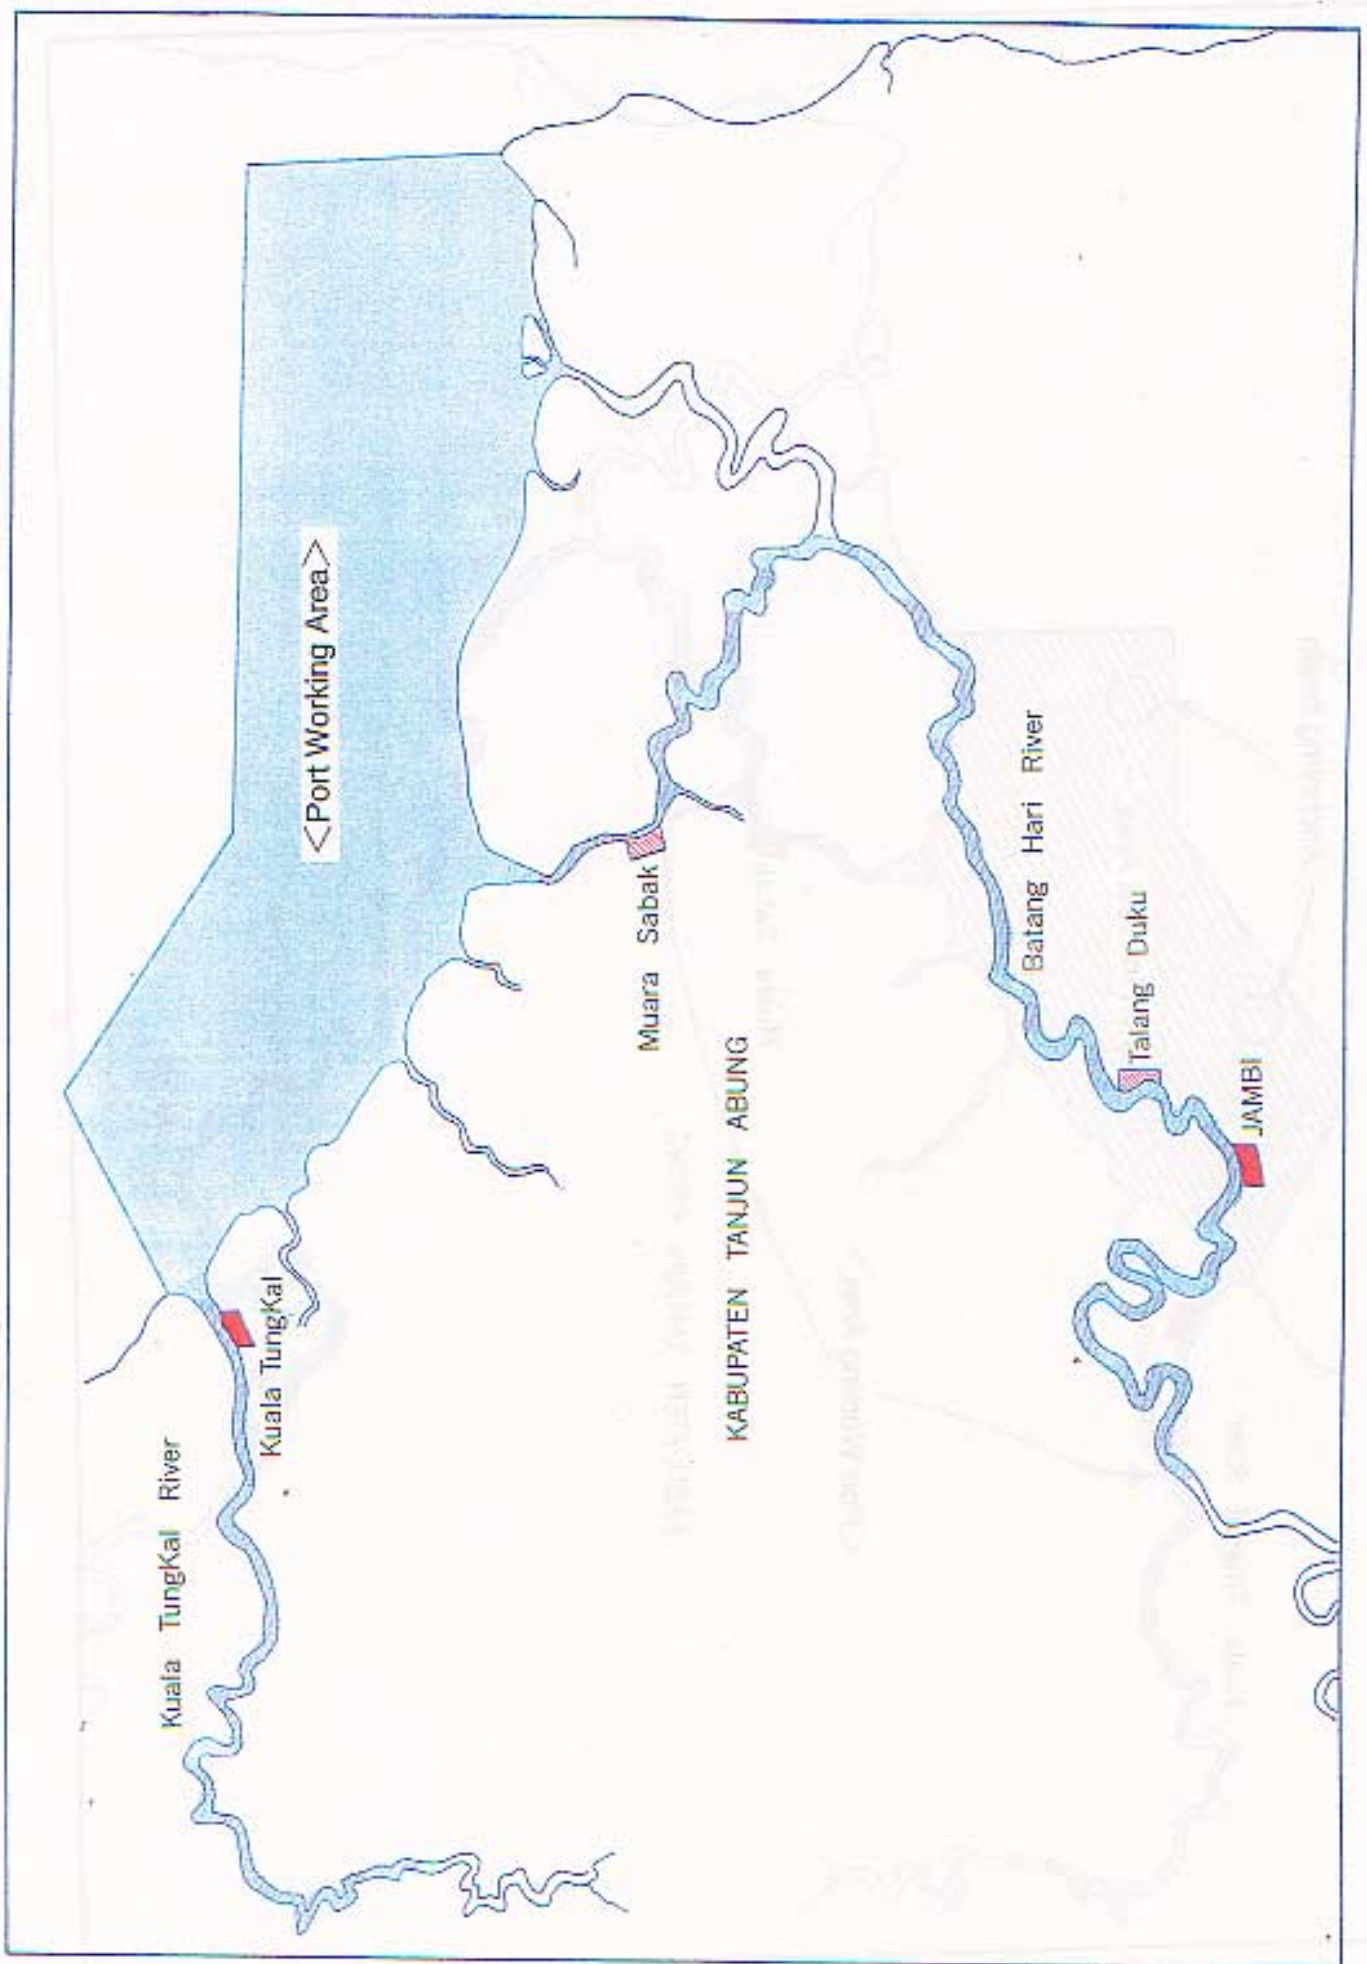 Kuala TungKal River
Kuala TungKal
<Port Working Area>
Muara Sabak
KABUPATEN TANJUN ABUNG
Batang Hari River
Talang Duku
JAMBI